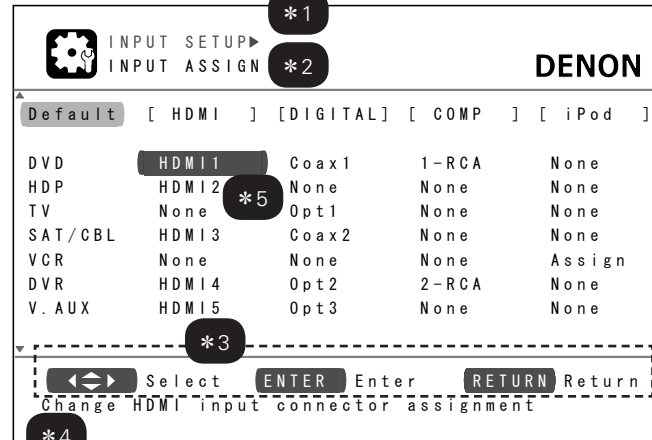 *1
INPUT SETUP▶
INPUT ASSIGN *2
DENON
Default [ HDMI ] [DIGITAL] [ COMP ] [ iPod ]
DVD HDMI1 Coax1 1-RCA None
HDP HDMI2 None None None
*5
TV None Opt1 None None
SAT/CBL HDMI3 Coax2 None None
VCR None None None Assign
DVR HDMI4 Opt2 2-RCA None
V.AUX HDMI5 Opt3 None None
*3
Select ENTER Enter RETURN Return
Change HDMI input connector assignment
*4